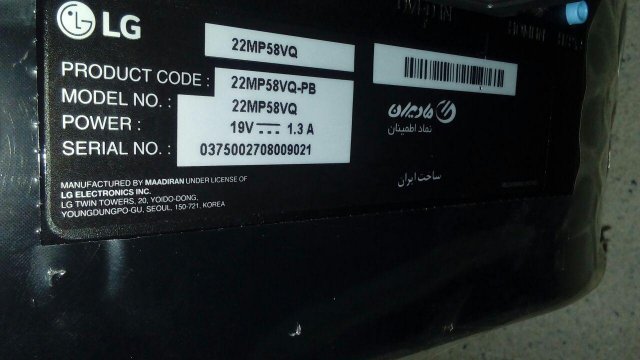 LG
22MP58VQ
PRODUCT CODE : 22MP58VQ-PB
MODEL NO. : 22MP58VQ
POWER : 19V 1.3 A
SERIAL NO. : 0375002708009021
مادیران
نماد اطمینان
ساخت ایران
MANUFACTURED BY MAADIRAN UNDER LICENSE OF
LG ELECTRONICS INC.
LG TWIN TOWERS, 20, YOIDO-DONG,
YOUNGDUNGPO-GU, SEOUL, 150-721, KOREA